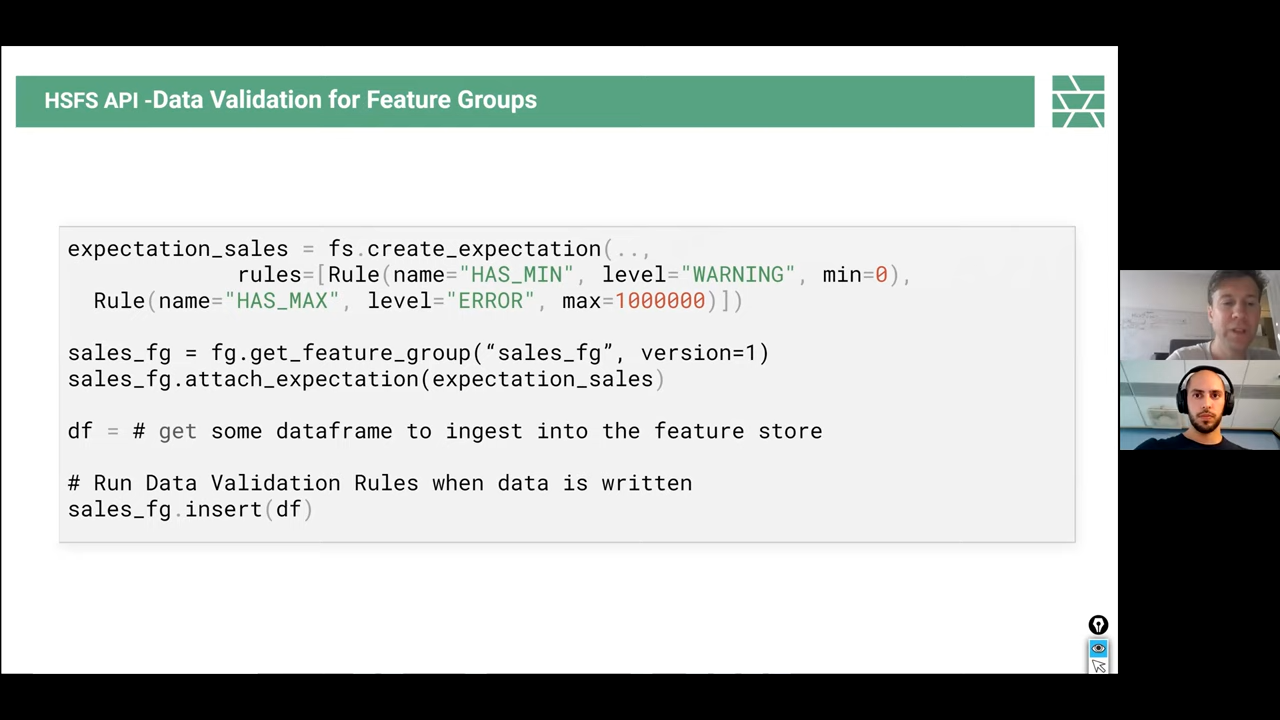 HSFS API -Data Validation for Feature Groups
expectation_sales = fs.create_expectation(..,
rules=[Rule(name="HAS_MIN", level="WARNING", min=0),
Rule(name="HAS_MAX", level="ERROR", max=1000000)])
sales_fg = fg.get_feature_group(“sales_fg”, version=1)
sales_fg.attach_expectation(expectation_sales)
df = # get some dataframe to ingest into the feature store
# Run Data Validation Rules when data is written
sales_fg.insert(df)